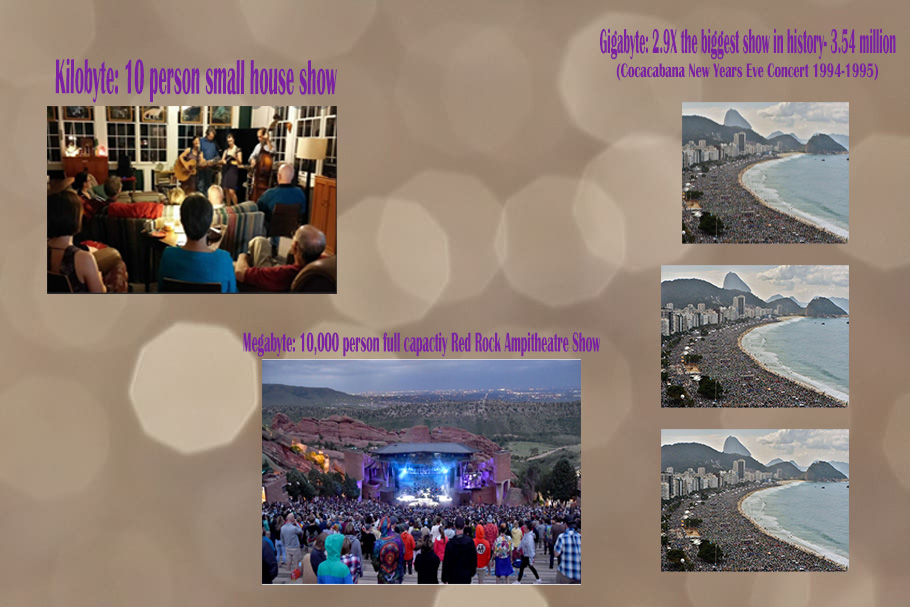 Kilobyte: 10 person small house show
Gigabyte: 2.9X the biggest show in history- 3.54 million
(Cocacabana New Years Eve Concert 1994-1995)
Megabyte: 10,000 person full capactiy Red Rock Ampitheatre Show